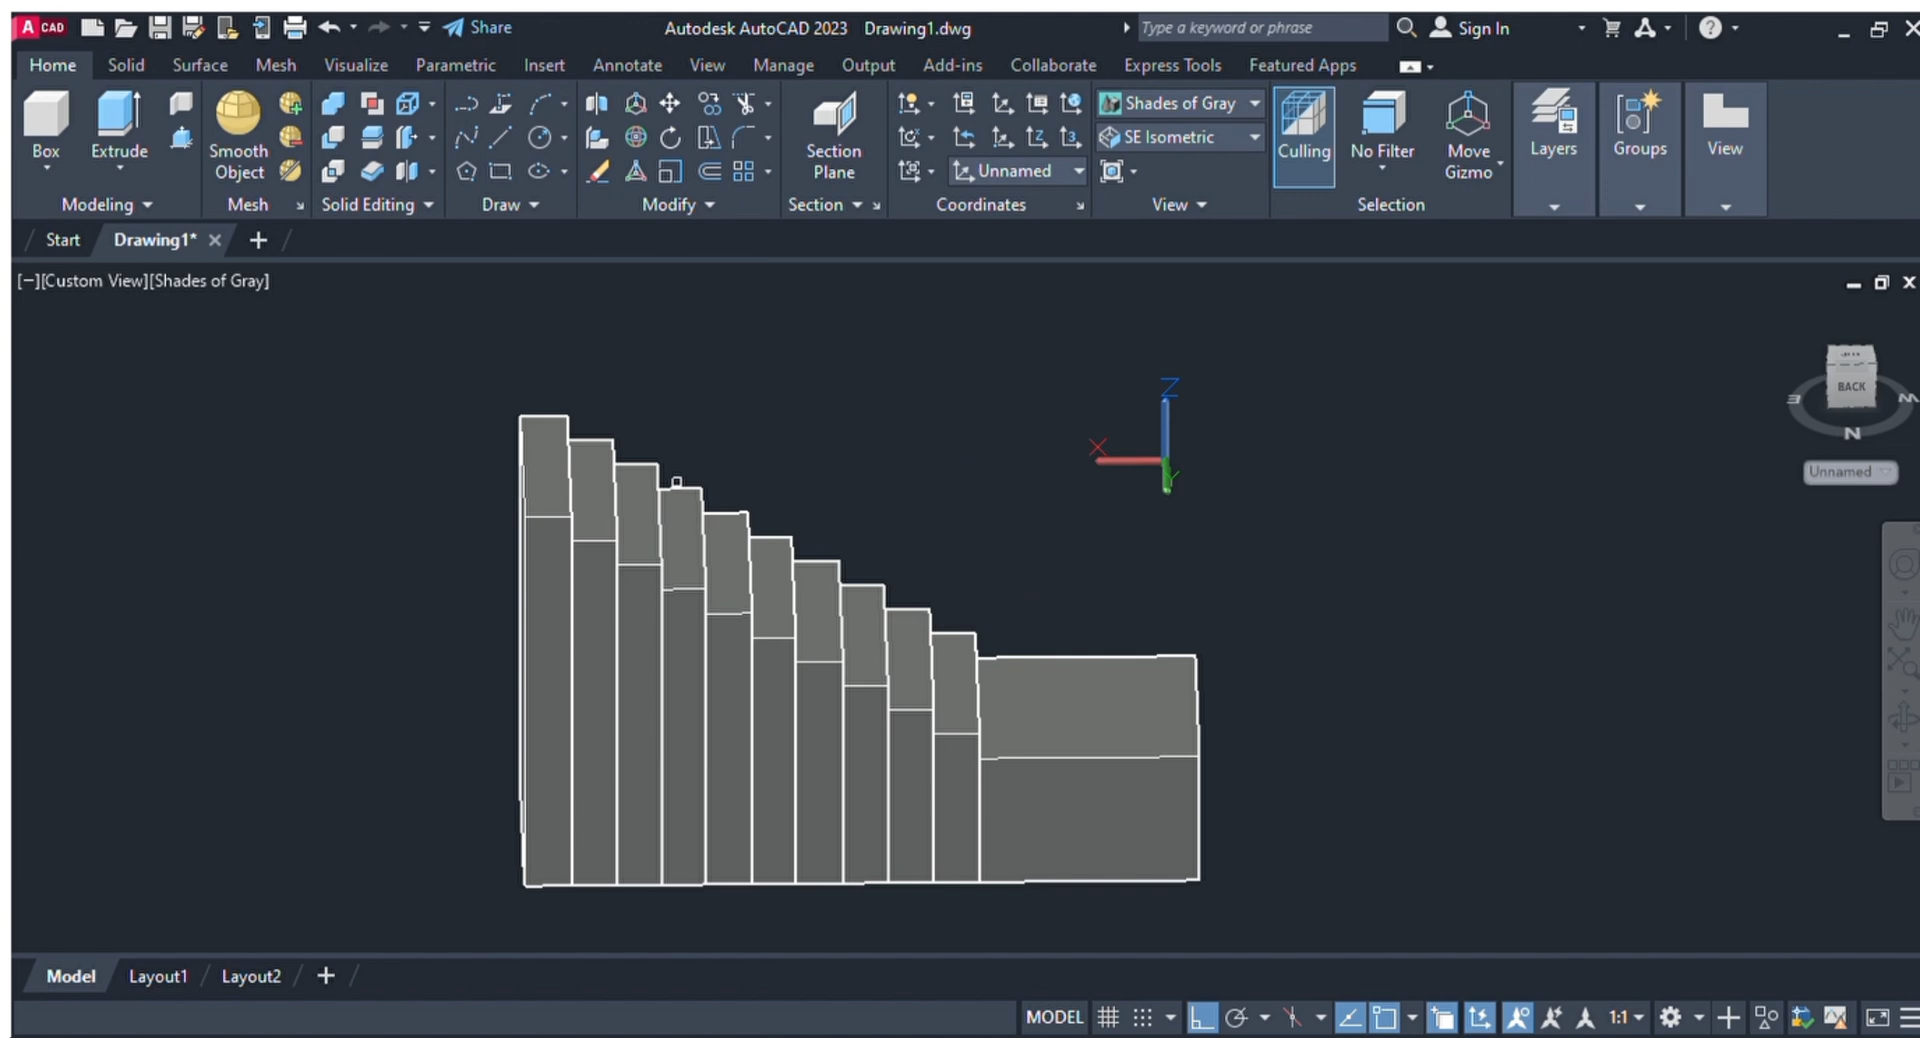 A CAD Share Autodesk AutoCAD 2023 Drawing1.dwg Type a keyword or phrase Sign In
Home Solid Surface Mesh Visualize Parametric Insert Annotate View Manage Output Add-ins Collaborate Express Tools Featured Apps
Shades of Gray
SE Isometric
Box Extrude Smooth Object Section Plane Unnamed Culling No Filter Move Gizmo Layers Groups View
Modeling Mesh Solid Editing Draw Modify Section Coordinates View Selection
Start Drawing1* +
[−][Custom View][Shades of Gray]
Z
X
Y
BACK
E W
N
Unnamed
Model Layout1 Layout2 +
MODEL 1:1